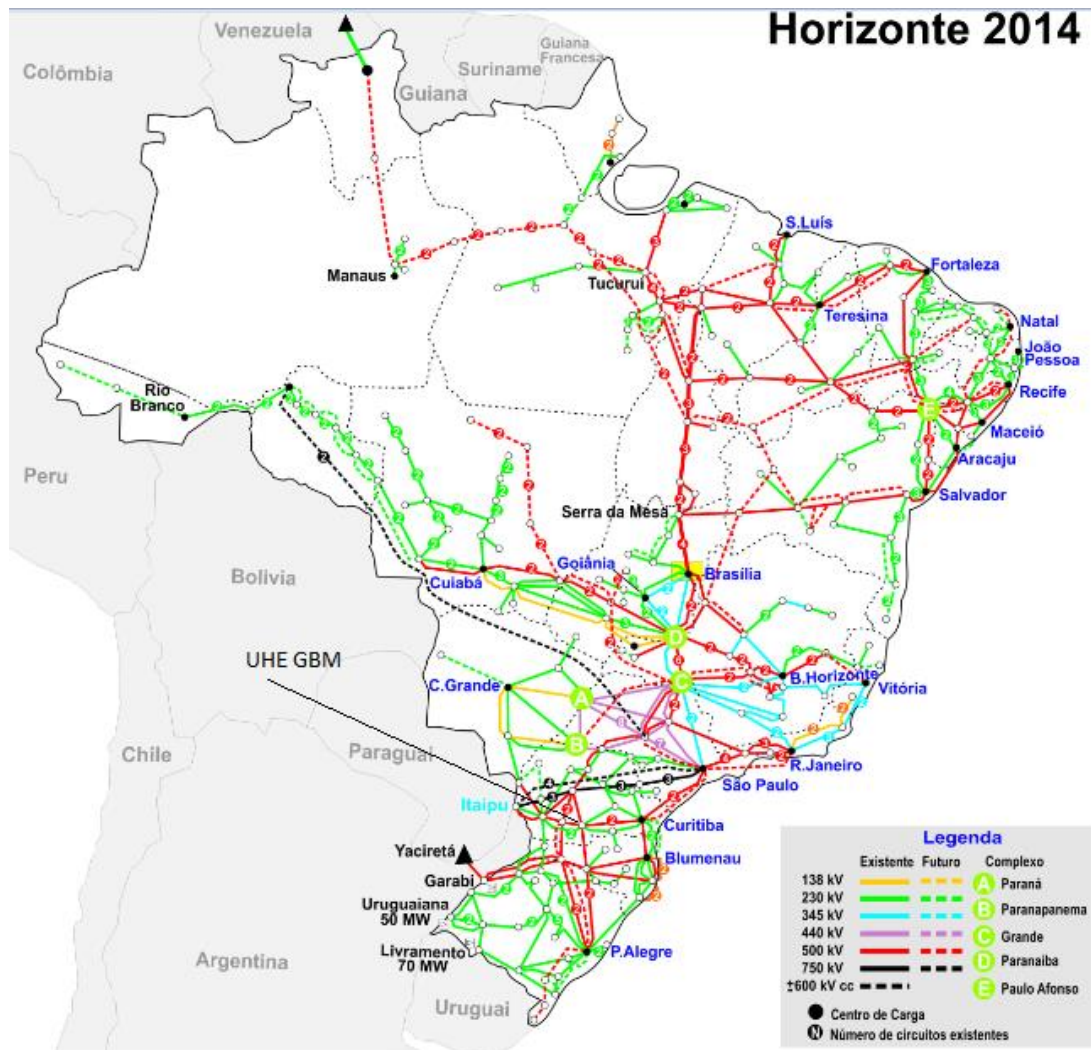 Horizonte 2014
Venezuela
Colômbia
Guiana
Suriname
Guiana
Francesa
Manaus
Tucuruí
S.Luís
Fortaleza
Teresina
Natal
João
Pessoa
Recife
Maceió
Aracaju
Salvador
E
Rio
Branco
Peru
Serra da Mesa
Goiânia
Brasília
Bolivia
Cuiabá
D
UHE GBM
C.Grande
A
B
C
B.Horizonte
Vitória
R.Janeiro
São Paulo
Chile
Paraguai
Itaipu
Curitiba
Blumenau
Yaciretá
Garabi
Uruguaiana
50 MW
Livramento
70 MW
P.Alegre
Argentina
Uruguai
Legenda
Existente Futuro Complexo
138 kV A Paraná
230 kV
345 kV B Paranapanema
440 kV C Grande
500 kV D Paranaíba
750 kV
±600 kV cc E Paulo Afonso
Centro de Carga
N Número de circuitos existentes